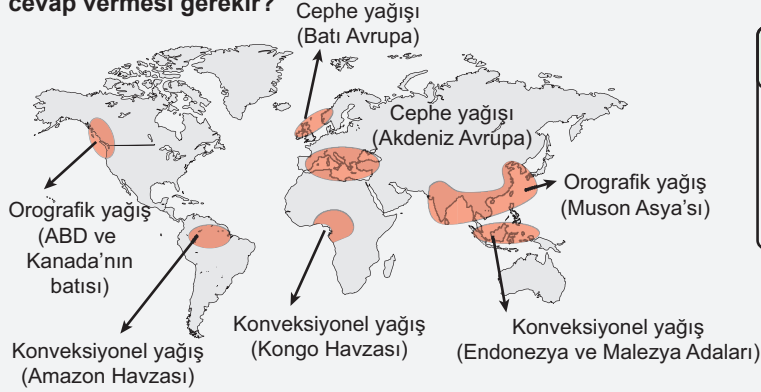 cevap vermesi gerekir?
Cephe yağışı
(Batı Avrupa)
Cephe yağışı
(Akdeniz Avrupa)
Orografik yağış
(Muson Asya’sı)
Orografik yağış
(ABD ve
Kanada’nın
batısı)
Konveksiyonel yağış
(Amazon Havzası)
Konveksiyonel yağış
(Kongo Havzası)
Konveksiyonel yağış
(Endonezya ve Malezya Adaları)